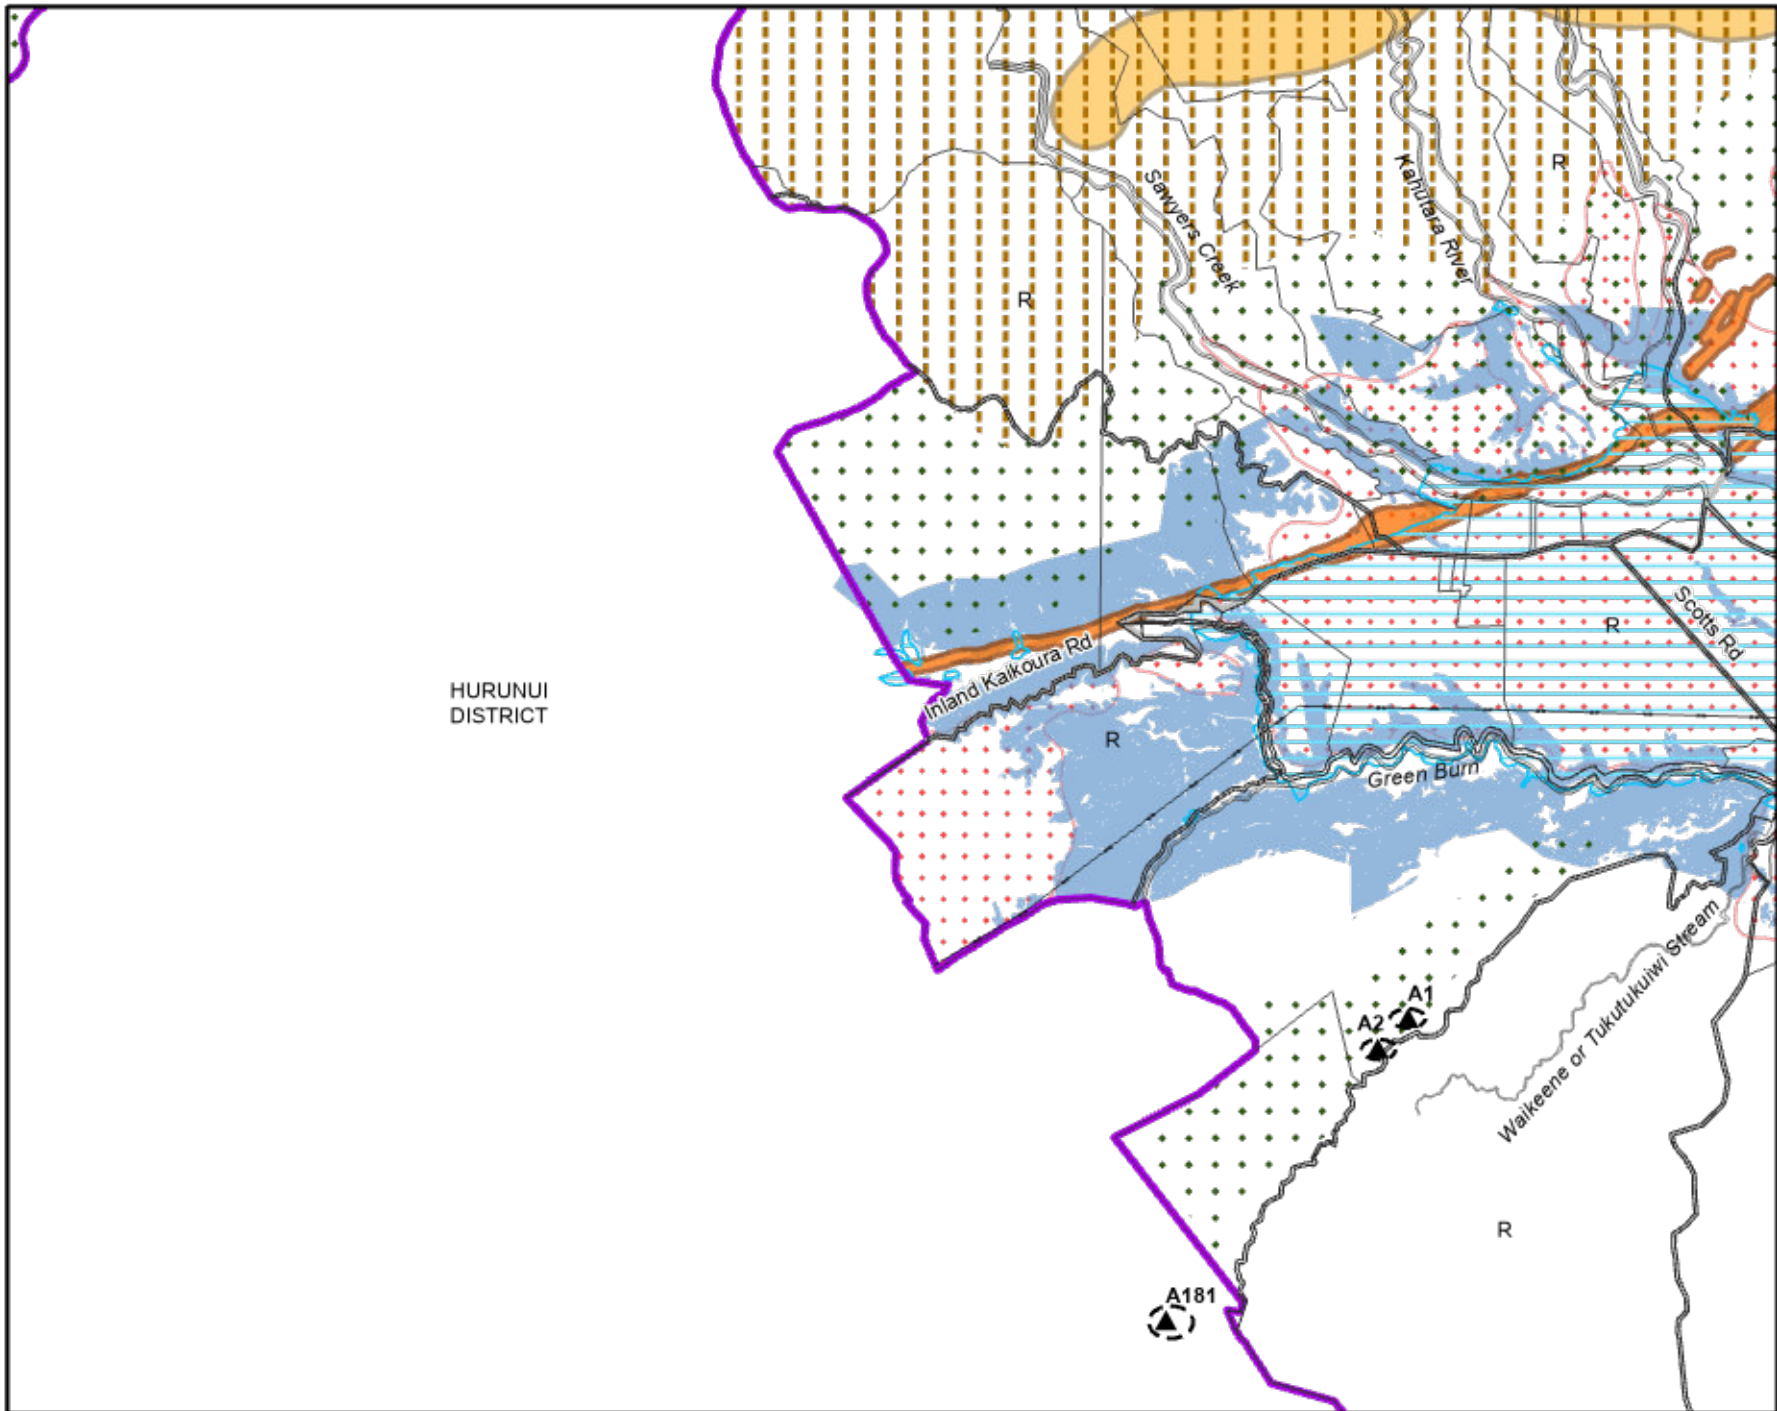 R
Sawyers Creek
Kahutara River
R
Scotts Rd
R
Inland Kaikoura Rd
HURUNUI
DISTRICT
R
Green Burn
Waikeene or Tukutukuiwi Stream
A1
A2
R
A181